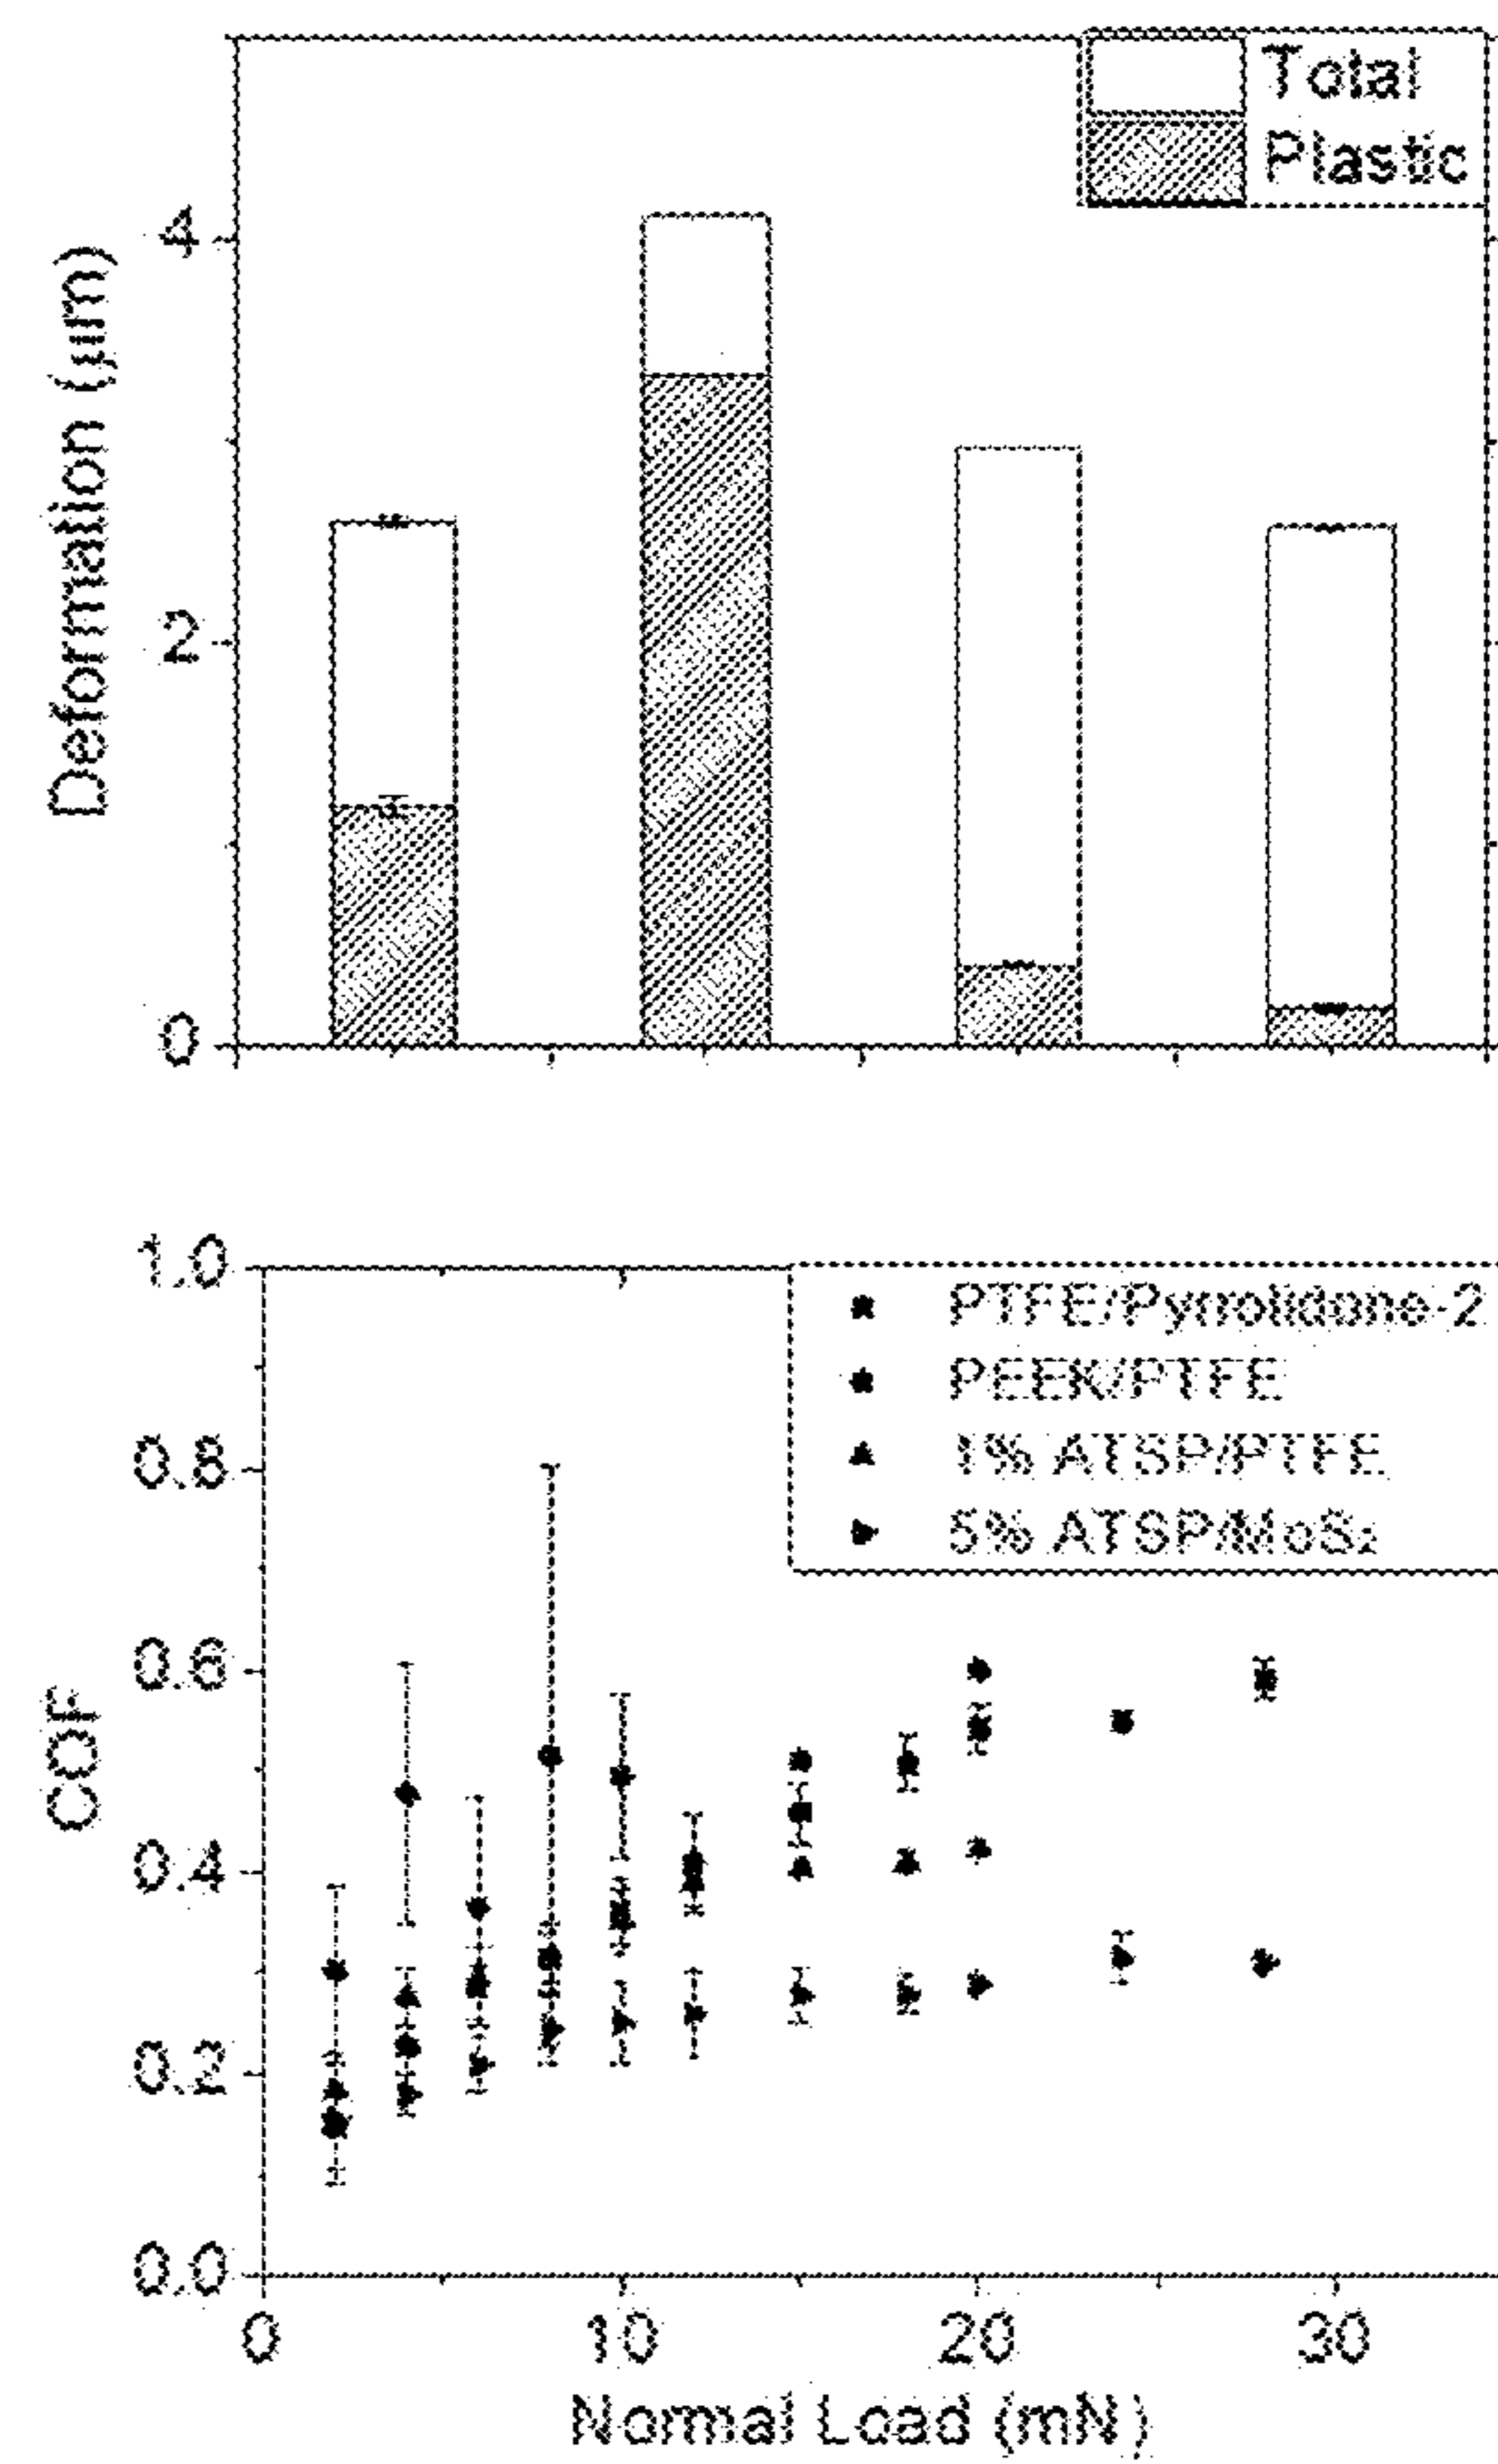 Total
Plastic
Deformation (μm)
4
2
0
1.0
0.8
0.6
0.4
0.2
0.0
COF
PTFE/Pyrrolidone-2
PEEK/PTFE
1% ATSP/PTFE
5% ATSP/MoS₂
0 10 20 30
Normal Load (mN)